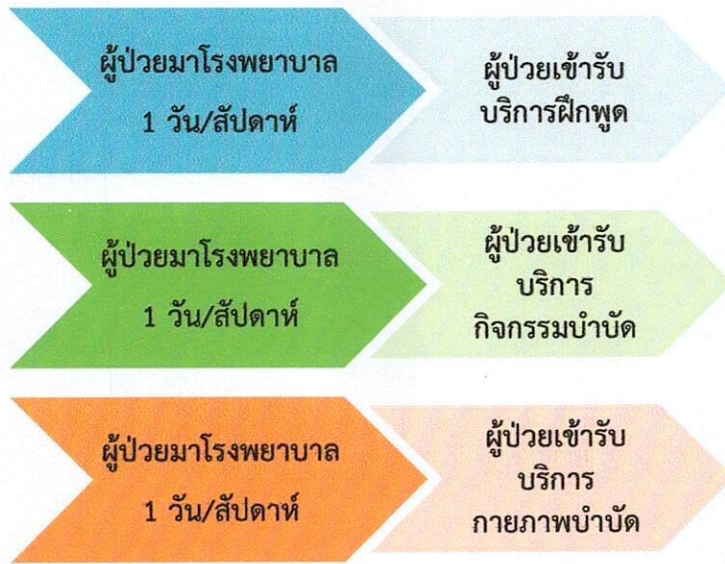 ผู้ป่วยมาโรงพยาบาล
1 วัน/สัปดาห์
ผู้ป่วยเข้ารับ
บริการฝึกพูด
ผู้ป่วยมาโรงพยาบาล
1 วัน/สัปดาห์
ผู้ป่วยเข้ารับ
บริการ
กิจกรรมบำบัด
ผู้ป่วยมาโรงพยาบาล
1 วัน/สัปดาห์
ผู้ป่วยเข้ารับ
บริการ
กายภาพบำบัด